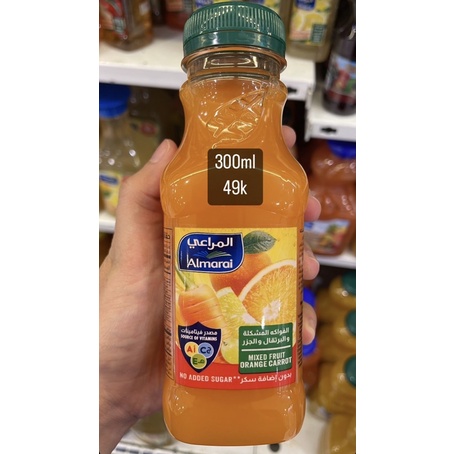 300ml
49k
المراعي
Almarai
مصدر فيتامينات
SOURCE OF VITAMINS
الفواكه المشكلة
والبرتقال والجزر
MIXED FRUIT
ORANGE CARROT
NO ADDED SUGAR** بدون إضافة سكر